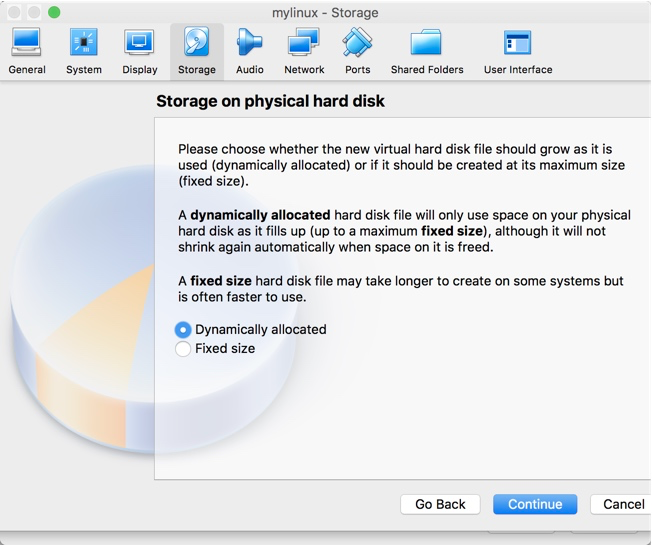 mylinux - Storage
General System Display Storage Audio Network Ports Shared Folders User Interface
Storage on physical hard disk
Please choose whether the new virtual hard disk file should grow as it is
used (dynamically allocated) or if it should be created at its maximum size
(fixed size).
A dynamically allocated hard disk file will only use space on your physical
hard disk as it fills up (up to a maximum fixed size), although it will not
shrink again automatically when space on it is freed.
A fixed size hard disk file may take longer to create on some systems but
is often faster to use.
Dynamically allocated
Fixed size
Go Back Continue Cancel